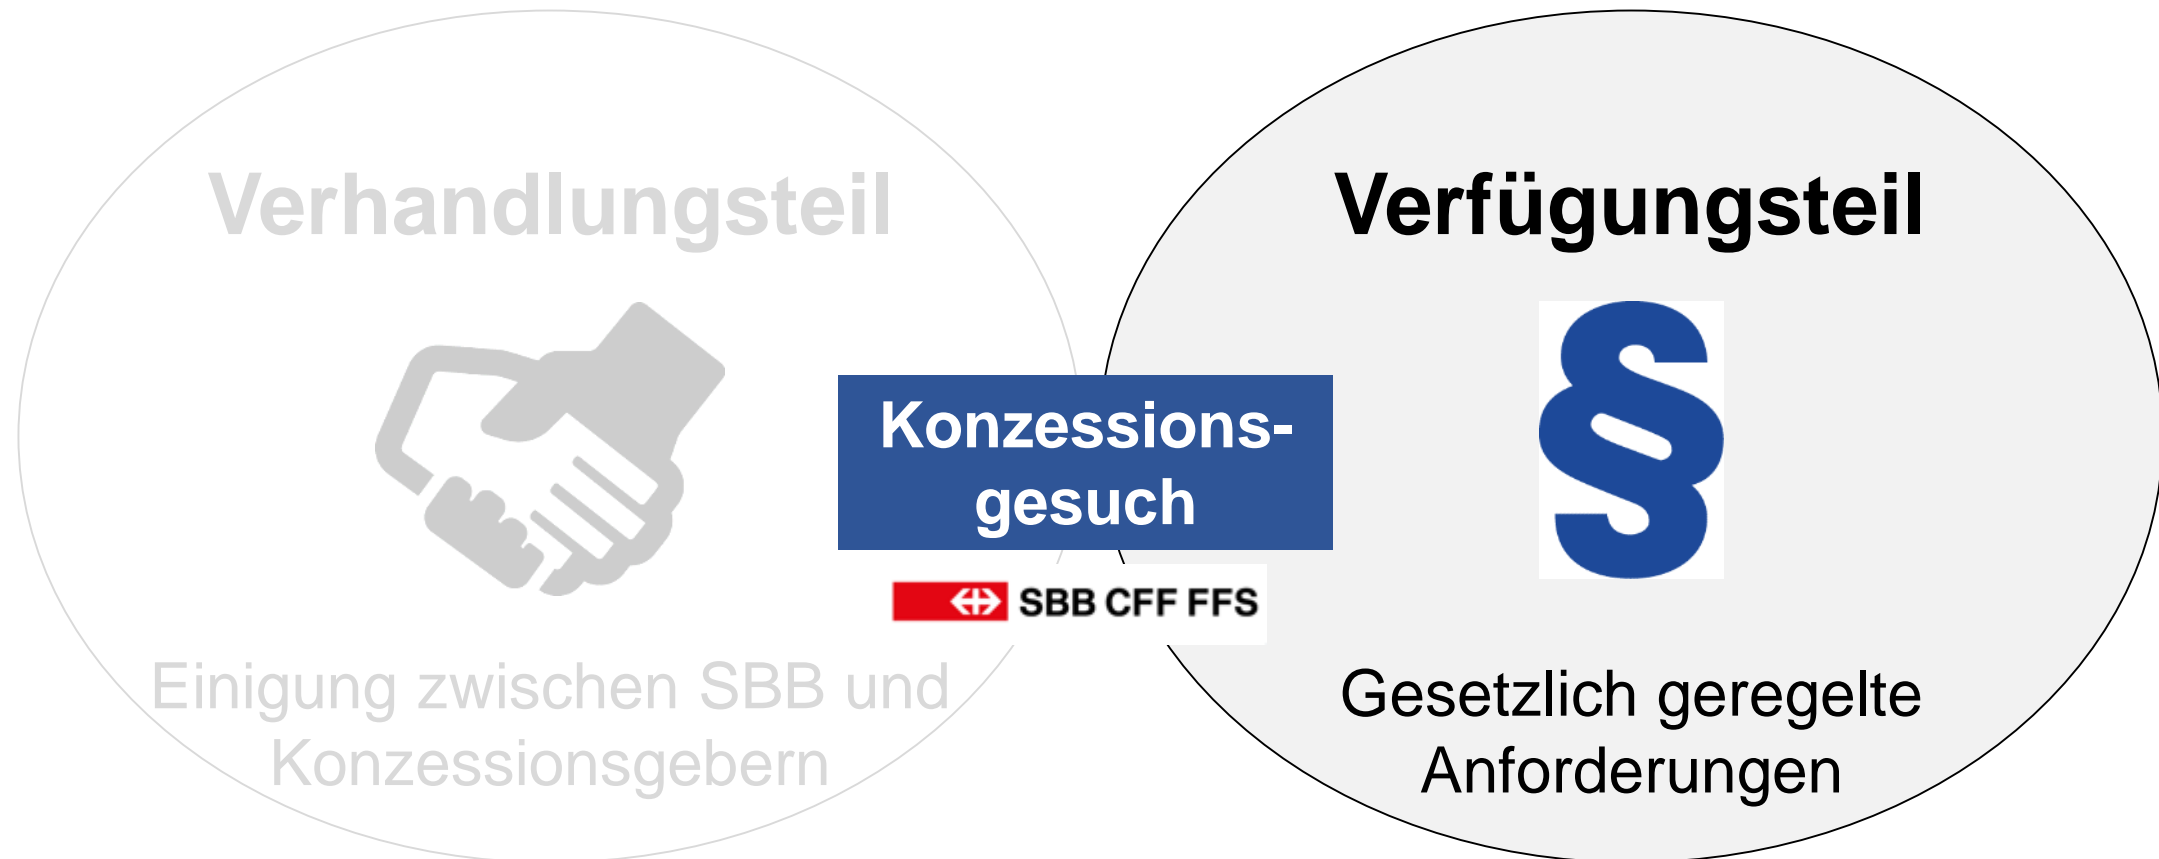 Verhandlungsteil
Einigung zwischen SBB und
Konzessionsgebern
Konzessions-
gesuch
SBB CFF FFS
Verfügungsteil
§
Gesetzlich geregelte
Anforderungen